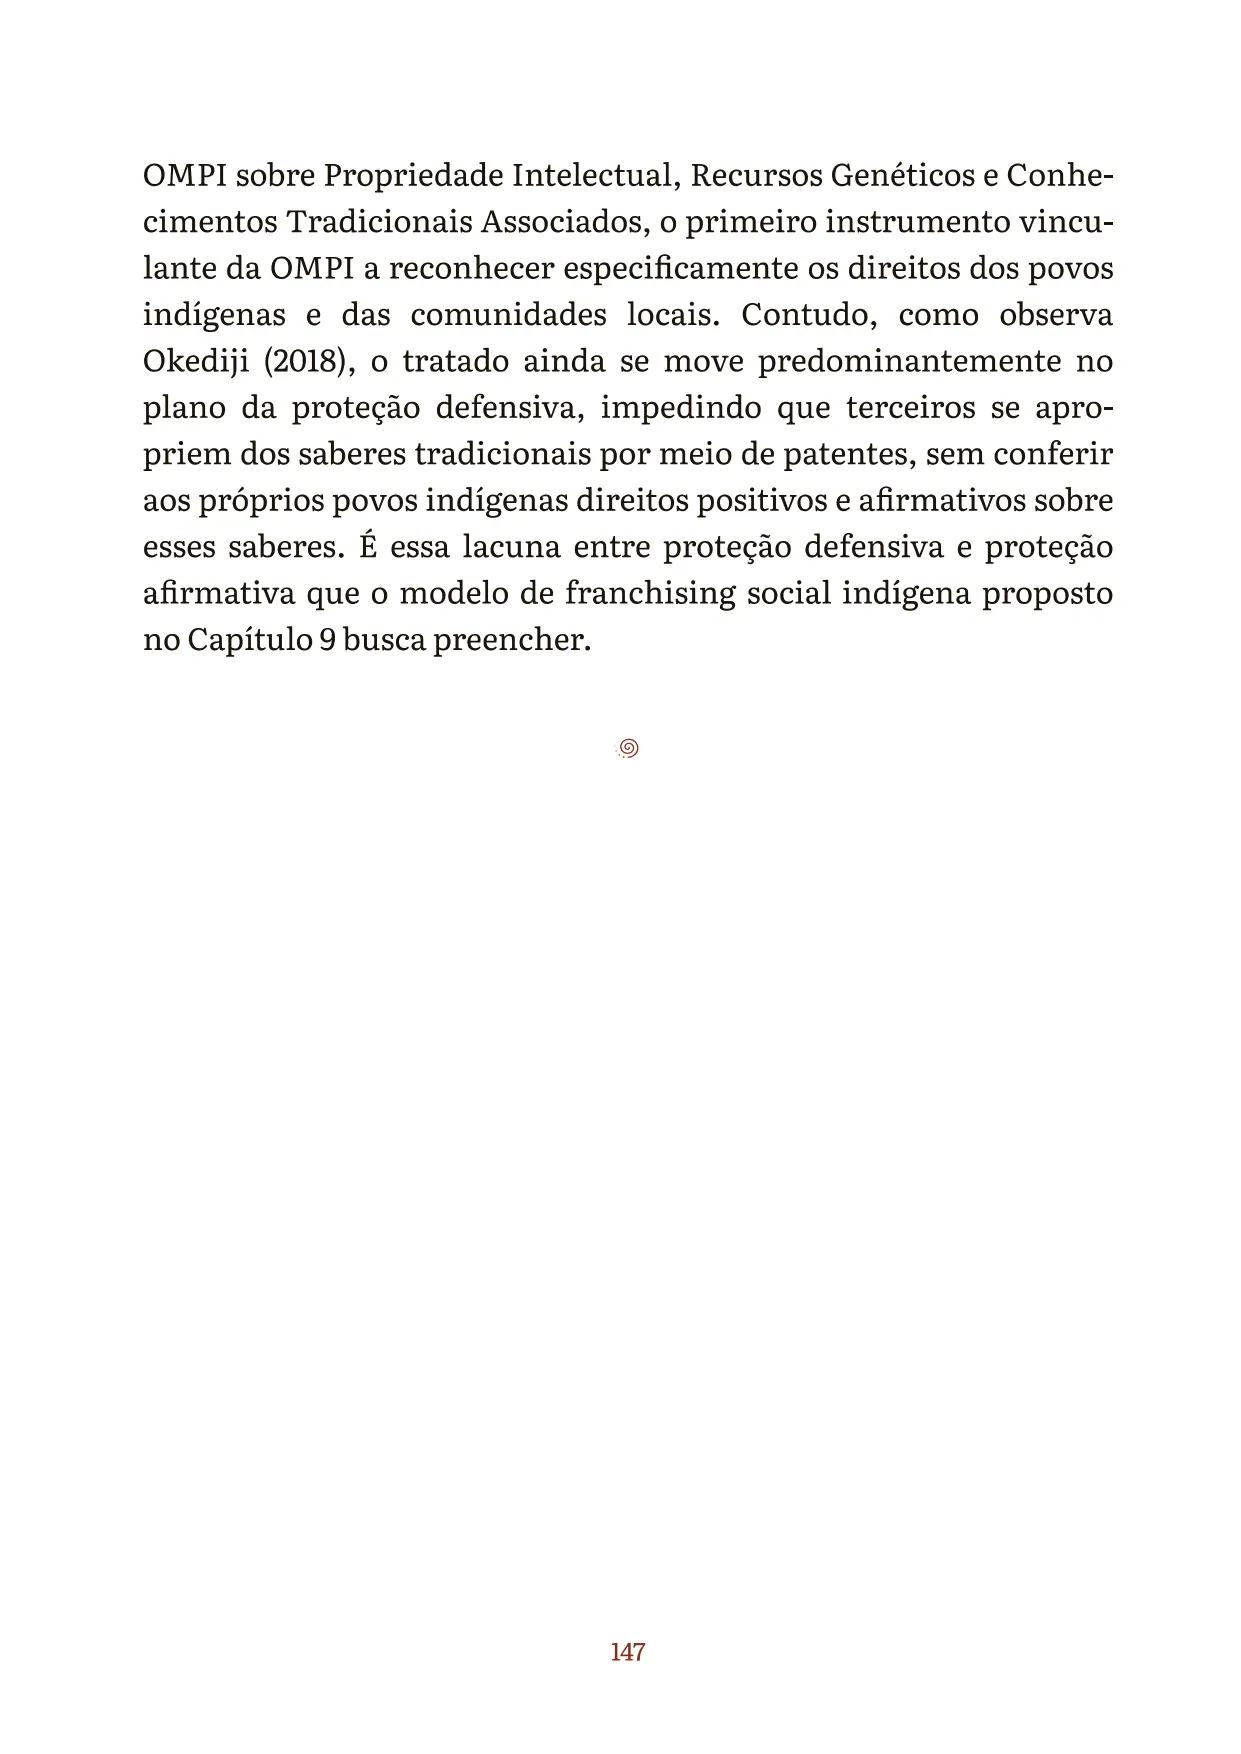 OMPI sobre Propriedade Intelectual, Recursos Genéticos e Conhe-
cimentos Tradicionais Associados, o primeiro instrumento vincu-
lante da OMPI a reconhecer especificamente os direitos dos povos
indígenas e das comunidades locais. Contudo, como observa
Okediji (2018), o tratado ainda se move predominantemente no
plano da proteção defensiva, impedindo que terceiros se apro-
priem dos saberes tradicionais por meio de patentes, sem conferir
aos próprios povos indígenas direitos positivos e afirmativos sobre
esses saberes. É essa lacuna entre proteção defensiva e proteção
afirmativa que o modelo de franchising social indígena proposto
no Capítulo 9 busca preencher.
147